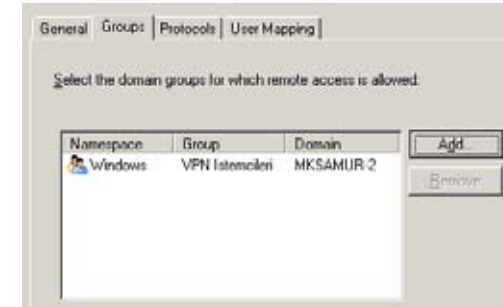 General Groups Protocols User Mapping
Select the domain groups for which remote access is allowed:
Namespace Group Domain
Windows VPN Istemcileri MKSAMUR-2
Add...
Remove